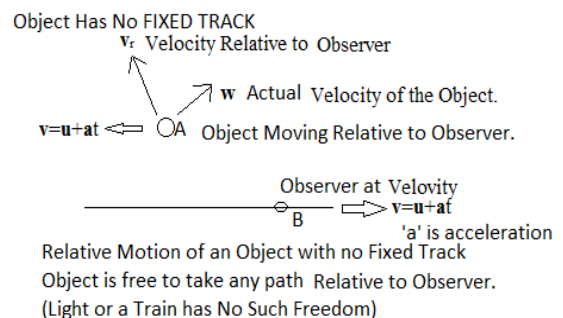 Object Has No FIXED TRACK
Vr Velocity Relative to Observer
w Actual Velocity of the Object.
v=u+at
A Object Moving Relative to Observer.
Observer at Velovity
v=u+at
B
'a' is acceleration
Relative Motion of an Object with no Fixed Track
Object is free to take any path Relative to Observer.
(Light or a Train has No Such Freedom)